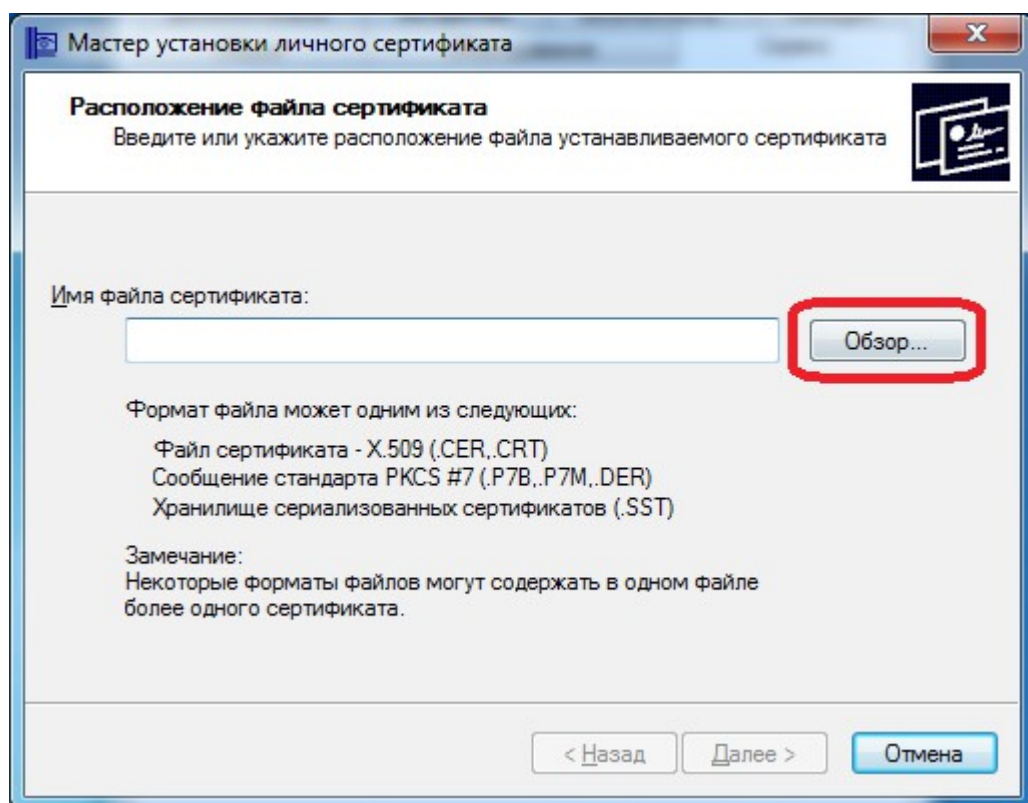 Мастер установки личного сертификата
Расположение файла сертификата
Введите или укажите расположение файла устанавливаемого сертификата
Имя файла сертификата:
Обзор...
Формат файла может одним из следующих:
Файл сертификата - X.509 (.CER,.CRT)
Сообщение стандарта PKCS #7 (.P7B,.P7M,.DER)
Хранилище сериализованных сертификатов (.SST)
Замечание:
Некоторые форматы файлов могут содержать в одном файле
более одного сертификата.
< Назад
Далее >
Отмена